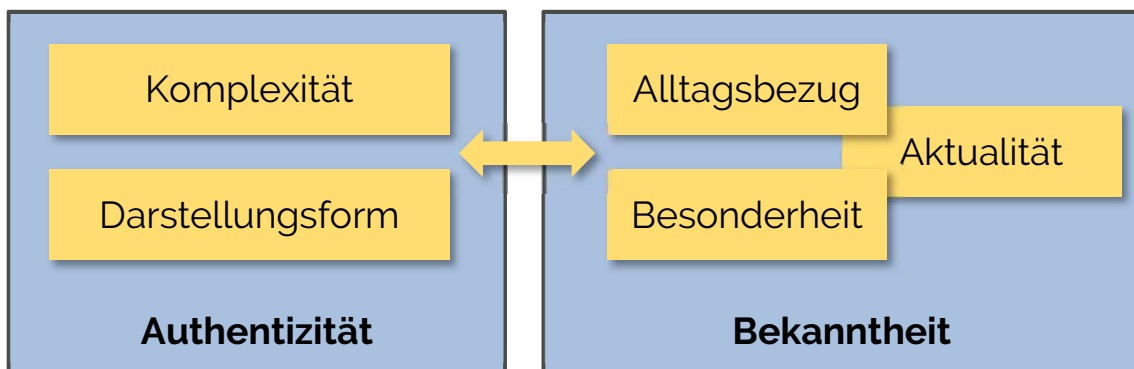 Komplexität
Darstellungsform
Authentizität
Alltagsbezug
Aktualität
Besonderheit
Bekanntheit